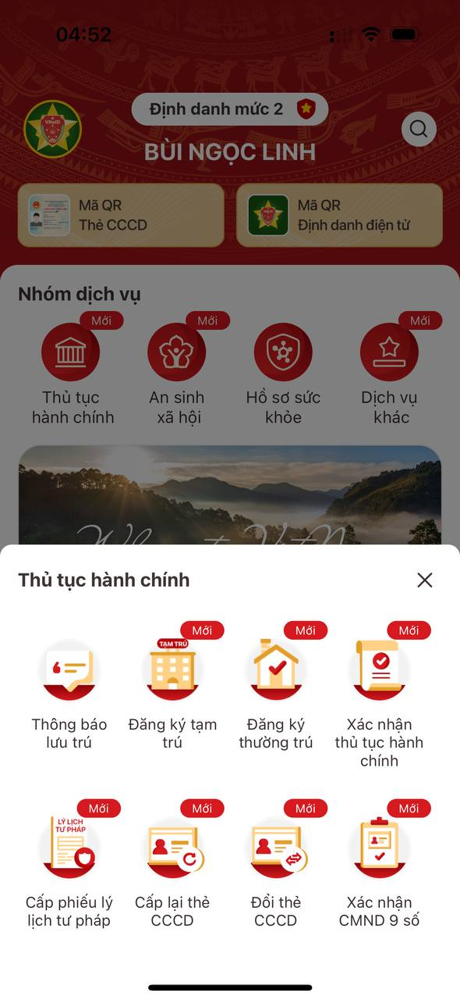 04:52
Định danh mức 2
VNeID
BÙI NGỌC LINH
Mã QR
Thẻ CCCD
Mã QR
Định danh điện tử
Nhóm dịch vụ
Mới
Mới
Mới
Thủ tục
hành chính
An sinh
xã hội
Hồ sơ sức
khỏe
Dịch vụ
khác
Thủ tục hành chính
Mới
Mới
Mới
TẠM TRÚ
Thông báo
lưu trú
Đăng ký tạm
trú
Đăng ký
thường trú
Xác nhận
thủ tục hành
chính
Mới
Mới
Mới
Mới
LÝ LỊCH
TƯ PHÁP
Cấp phiếu lý
lịch tư pháp
Cấp lại thẻ
CCCD
Đổi thẻ
CCCD
Xác nhận
CMND 9 số